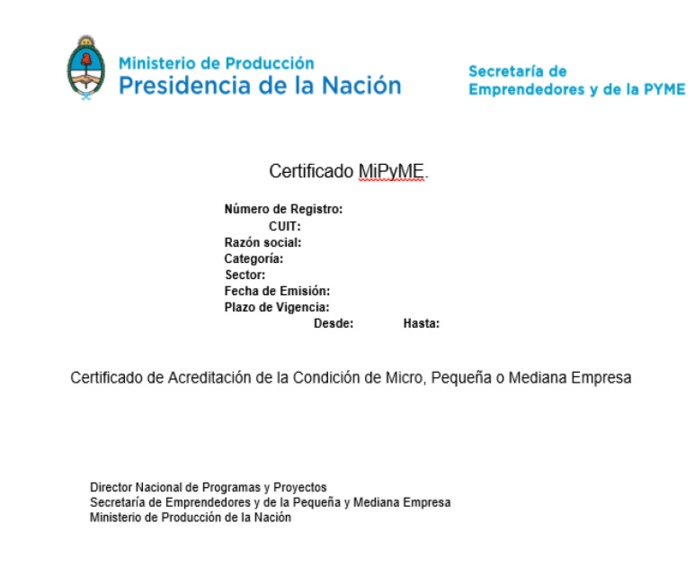 Ministerio de Producción
Presidencia de la Nación
Secretaría de
Emprendedores y de la PYME
Certificado MiPyME.
Número de Registro:
CUIT:
Razón social:
Categoría:
Sector:
Fecha de Emisión:
Plazo de Vigencia:
Desde: Hasta:
Certificado de Acreditación de la Condición de Micro, Pequeña o Mediana Empresa
Director Nacional de Programas y Proyectos
Secretaría de Emprendedores y de la Pequeña y Mediana Empresa
Ministerio de Producción de la Nación